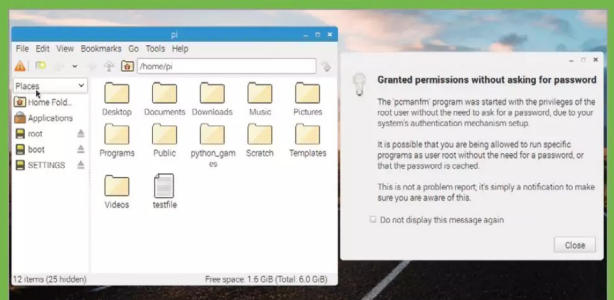 pi
File Edit View Bookmarks Go Tools Help
/home/pi
Places
Home Fold...
Applications
root
boot
SETTINGS
Desktop Documents Downloads Music Pictures
Programs Public python_gam
es Scratch Templates
Videos testfile
12 items (25 hidden) Free space: 1.6 GiB (Total: 6.0 GiB)
Granted permissions without asking for password
The 'pcmanfm' program was started with the privileges of the
root user without the need to ask for a password, due to your
system's authentication mechanism setup.
It is possible that you are being allowed to run specific
programs as user root without the need for a password, or
that the password is cached.
This is not a problem report; it's simply a notification to make
sure you are aware of this.
Do not display this message again
Close